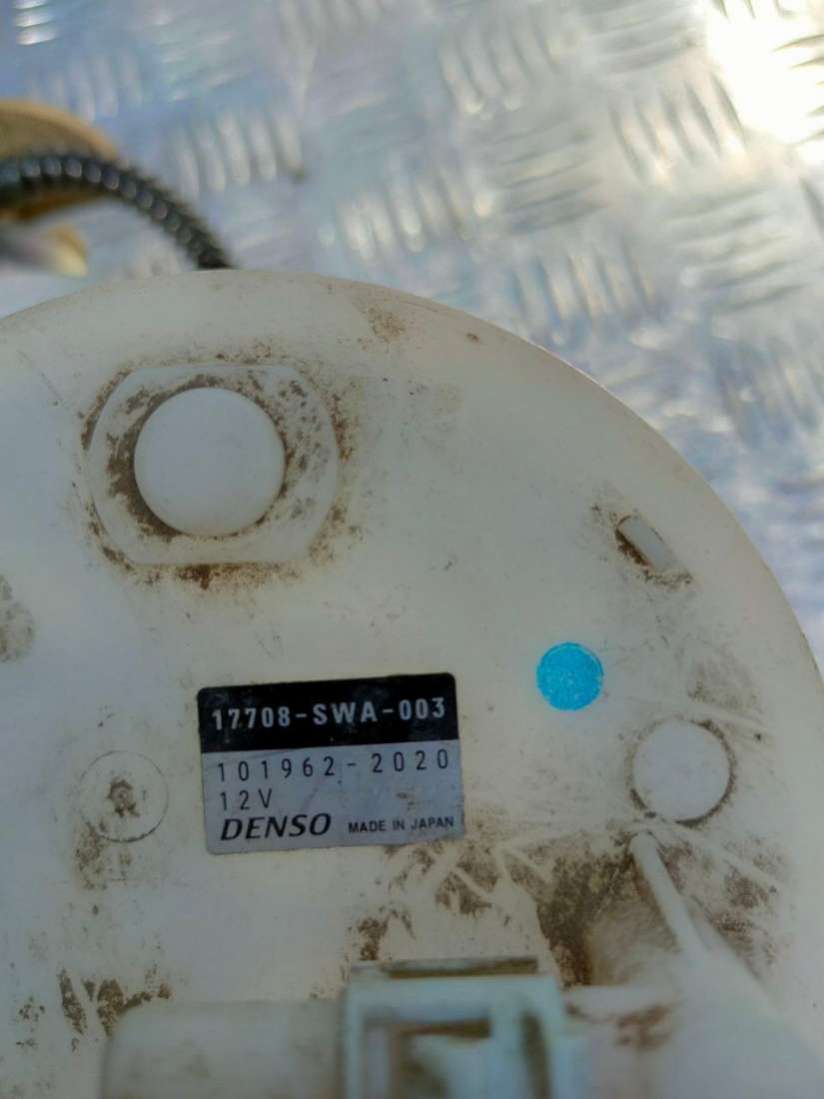 17708-SWA-003
101962-2020
12V
DENSO MADE IN JAPAN